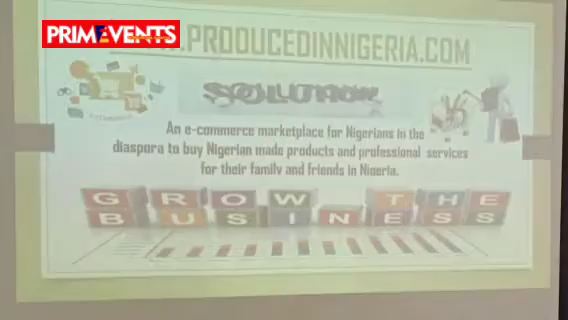 PRIMEVENTS
.PRODUCEDINNIGERIA.COM
SOLUTION
An e-commerce marketplace for Nigerians in the
diaspora to buy Nigerian made products and professional services
for their family and friends in Nigeria.
GROW THE
BUSINESS